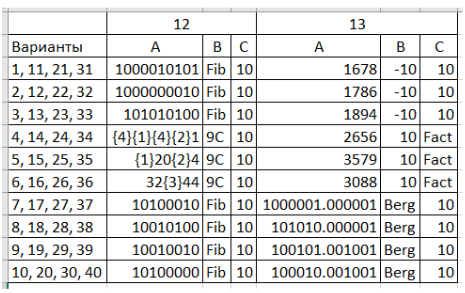 12 13
Варианты A B C A B C
1, 11, 21, 31 1000010101 Fib 10 1678 -10 10
2, 12, 22, 32 1000000010 Fib 10 1786 -10 10
3, 13, 23, 33 101010100 Fib 10 1894 -10 10
4, 14, 24, 34 {4}{1}{4}{2}1 9C 10 2656 10 Fact
5, 15, 25, 35 {1}20{2}4 9C 10 3579 10 Fact
6, 16, 26, 36 32{3}44 9C 10 3088 10 Fact
7, 17, 27, 37 10100010 Fib 10 1000001.000001 Berg 10
8, 18, 28, 38 10010100 Fib 10 101010.000001 Berg 10
9, 19, 29, 39 10010010 Fib 10 100101.001001 Berg 10
10, 20, 30, 40 10100000 Fib 10 100010.001001 Berg 10